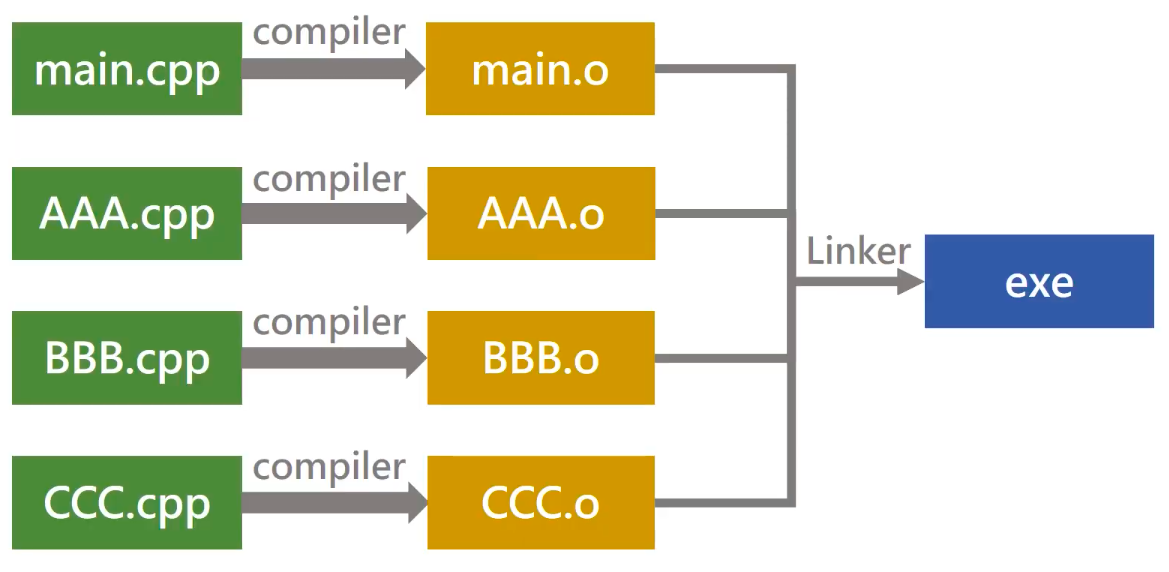 compiler
main.cpp
main.o
compiler
AAA.cpp
AAA.o
Linker
exe
compiler
BBB.cpp
BBB.o
compiler
CCC.cpp
CCC.o